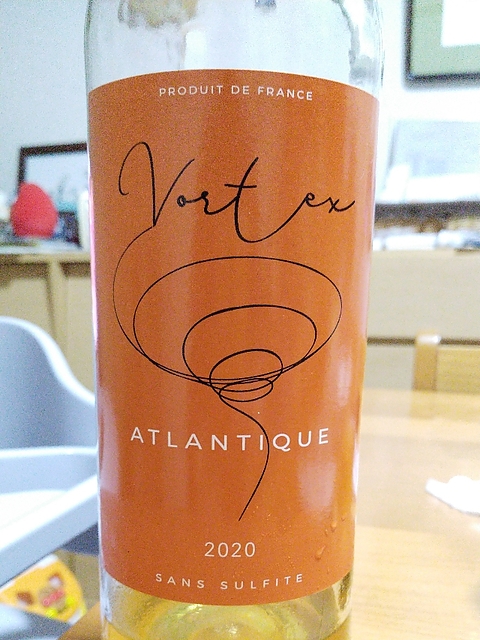 PRODUIT DE FRANCE
Vortex
ATLANTIQUE
2020
SANS SULFITE